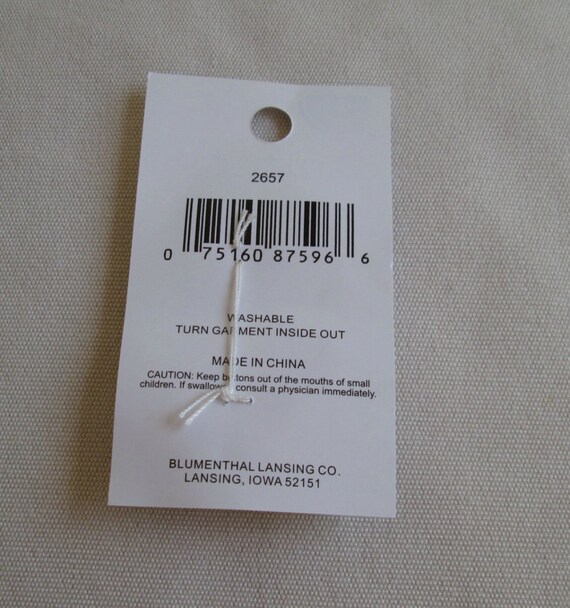 2657
0 75160 87596 6
WASHABLE
TURN GARMENT INSIDE OUT
MADE IN CHINA
CAUTION: Keep buttons out of the mouths of small
children. If swallowed consult a physician immediately.
BLUMENTHAL LANSING CO.
LANSING, IOWA 52151